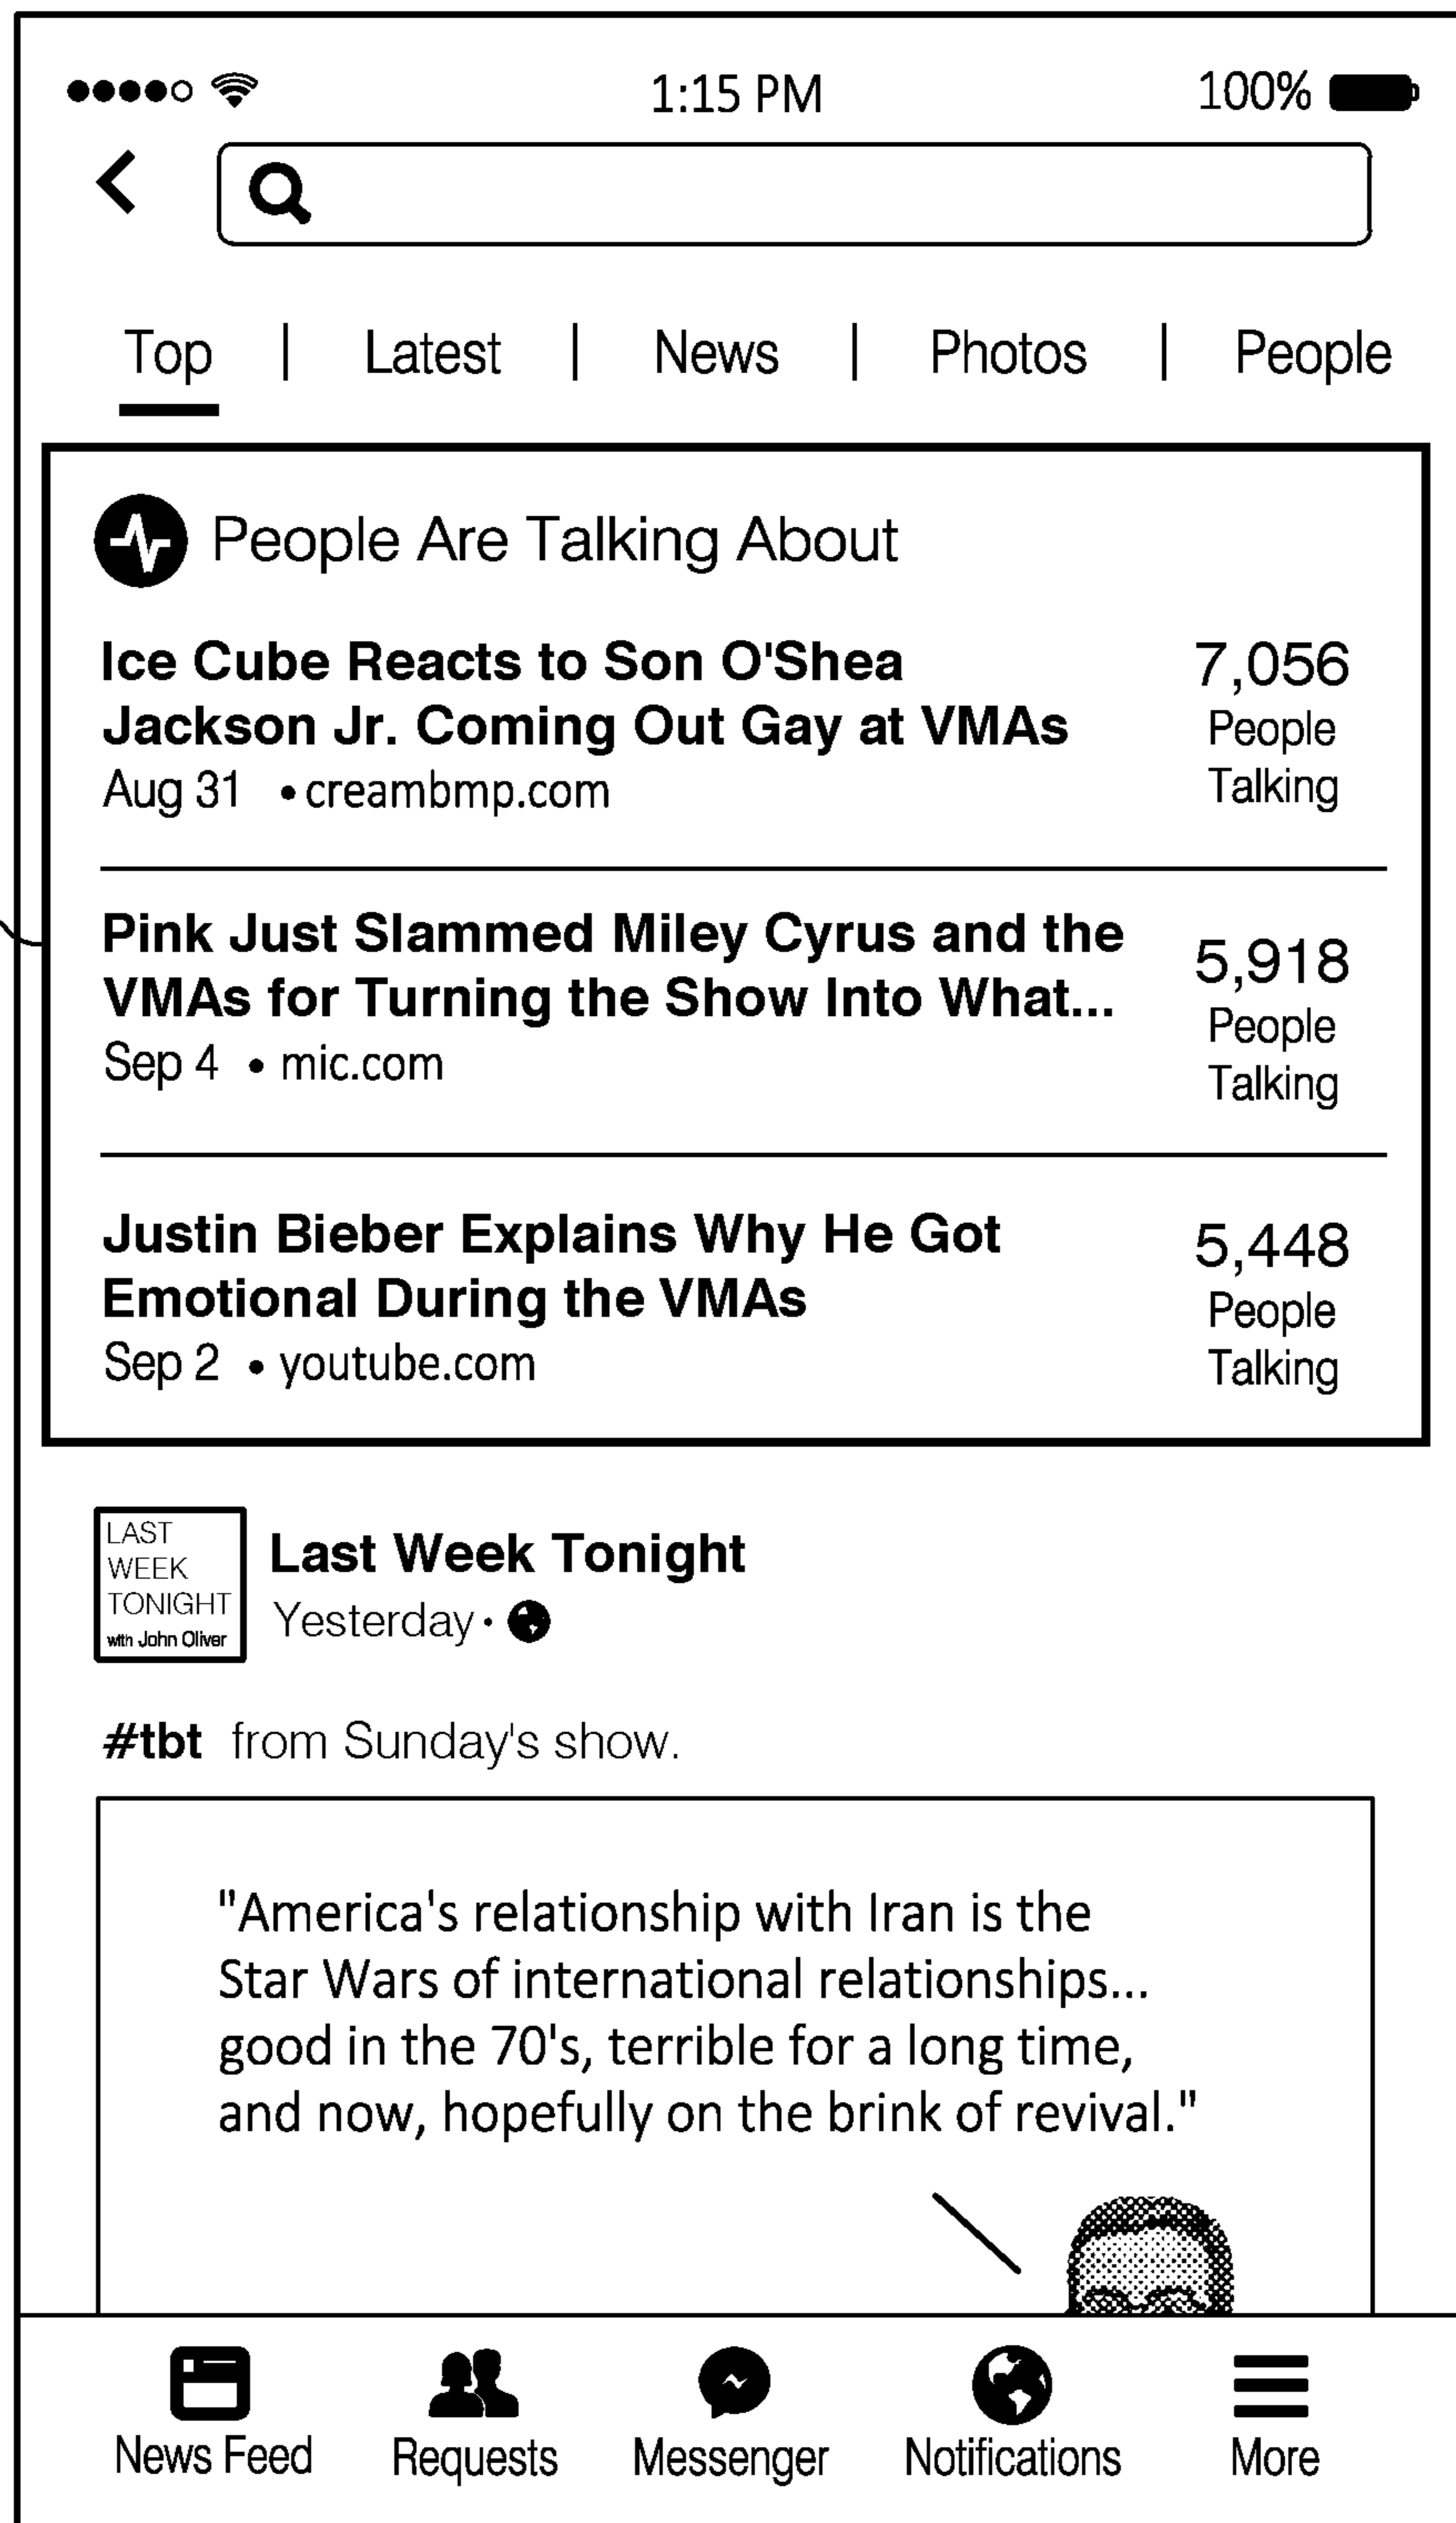 1:15 PM 100%
Top | Latest | News | Photos | People
People Are Talking About
Ice Cube Reacts to Son O'Shea
Jackson Jr. Coming Out Gay at VMAs
Aug 31 • creambmp.com
7,056
People
Talking
Pink Just Slammed Miley Cyrus and the
VMAs for Turning the Show Into What...
Sep 4 • mic.com
5,918
People
Talking
Justin Bieber Explains Why He Got
Emotional During the VMAs
Sep 2 • youtube.com
5,448
People
Talking
LAST
WEEK
TONIGHT
with John Oliver
Last Week Tonight
Yesterday •
#tbt from Sunday's show.
"America's relationship with Iran is the
Star Wars of international relationships...
good in the 70's, terrible for a long time,
and now, hopefully on the brink of revival."
News Feed Requests Messenger Notifications More